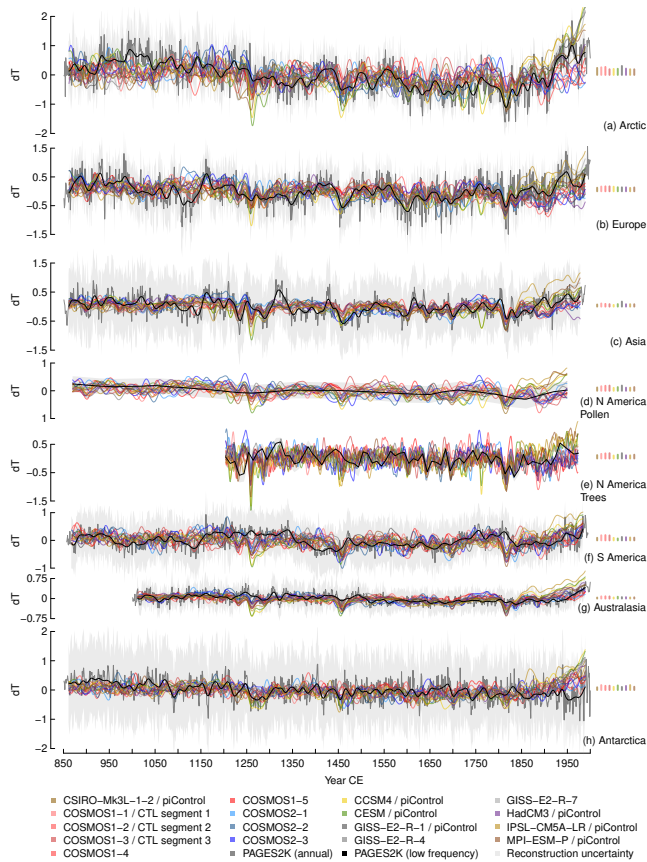 2
1
0
1
2
dT
(a) Arctic
1.5
0.5
−0.5
−1.5
dT
(b) Europe
1.5
0.5
−0.5
−1.5
dT
(c) Asia
1
0
1
dT
(d) N America
Pollen
0.5
−0.5
−1.5
dT
(e) N America
Trees
1
0
−1
dT
(f) S America
0.75
0
−0.75
dT
(g) Australasia
2
1
0
−1
−2
dT
(h) Antarctica
850 950 1050 1150 1250 1350 1450 1550 1650 1750 1850 1950
Year CE
CSIRO−Mk3L−1−2 / piControl COSMOS1−5 CCSM4 / piControl GISS−E2−R−7
COSMOS1−1 / CTL segment 1 COSMOS2−1 CESM / piControl HadCM3 / piControl
COSMOS1−2 / CTL segment 2 COSMOS2−2 GISS−E2−R−1 / piControl IPSL−CM5A−LR / piControl
COSMOS1−3 / CTL segment 3 COSMOS2−3 GISS−E2−R−4 MPI−ESM−P / piControl
COSMOS1−4 PAGES2K (annual) PAGES2K (low frequency) Reconstruction uncertainty